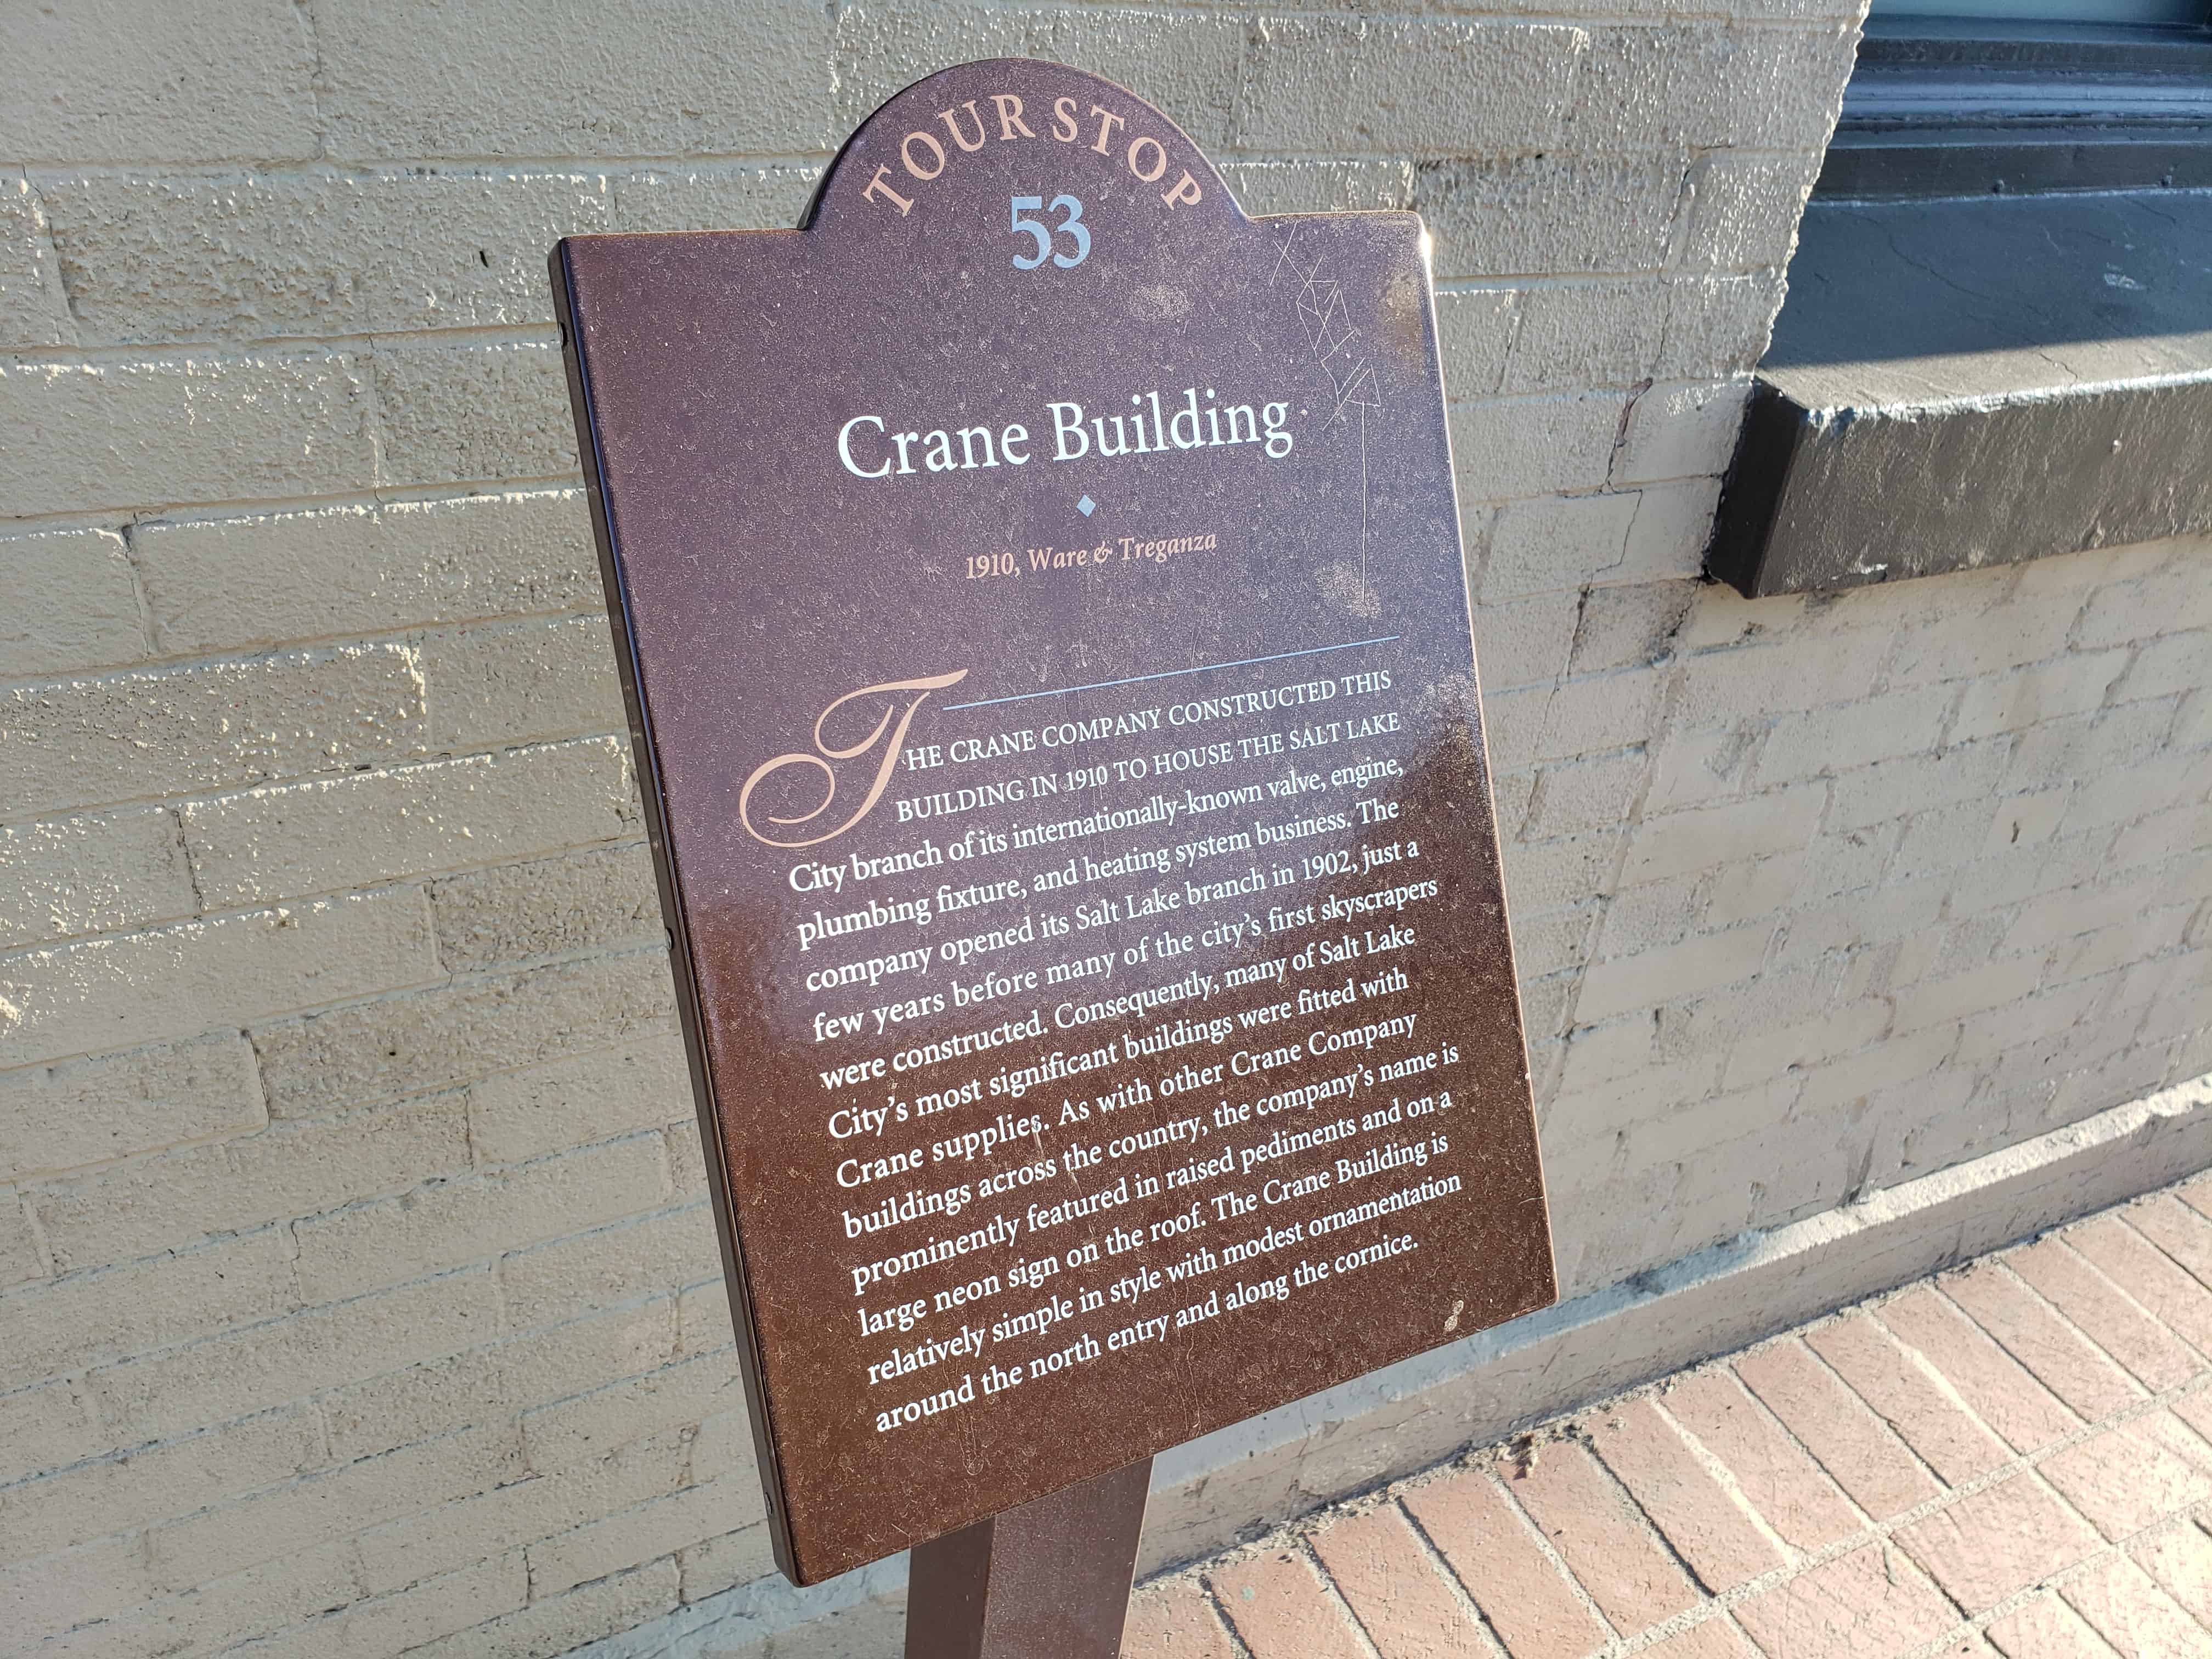 TOUR STOP
53
Crane Building
1910, Ware & Treganza
THE CRANE COMPANY CONSTRUCTED THIS
BUILDING IN 1910 TO HOUSE THE SALT LAKE
City branch of its internationally-known valve, engine,
plumbing fixture, and heating system business. The
company opened its Salt Lake branch in 1902, just a
few years before many of the city's first skyscrapers
were constructed. Consequently, many of Salt Lake
City's most significant buildings were fitted with
Crane supplies. As with other Crane Company
buildings across the country, the company's name is
prominently featured in raised pediments and on a
large neon sign on the roof. The Crane Building is
relatively simple in style with modest ornamentation
around the north entry and along the cornice.